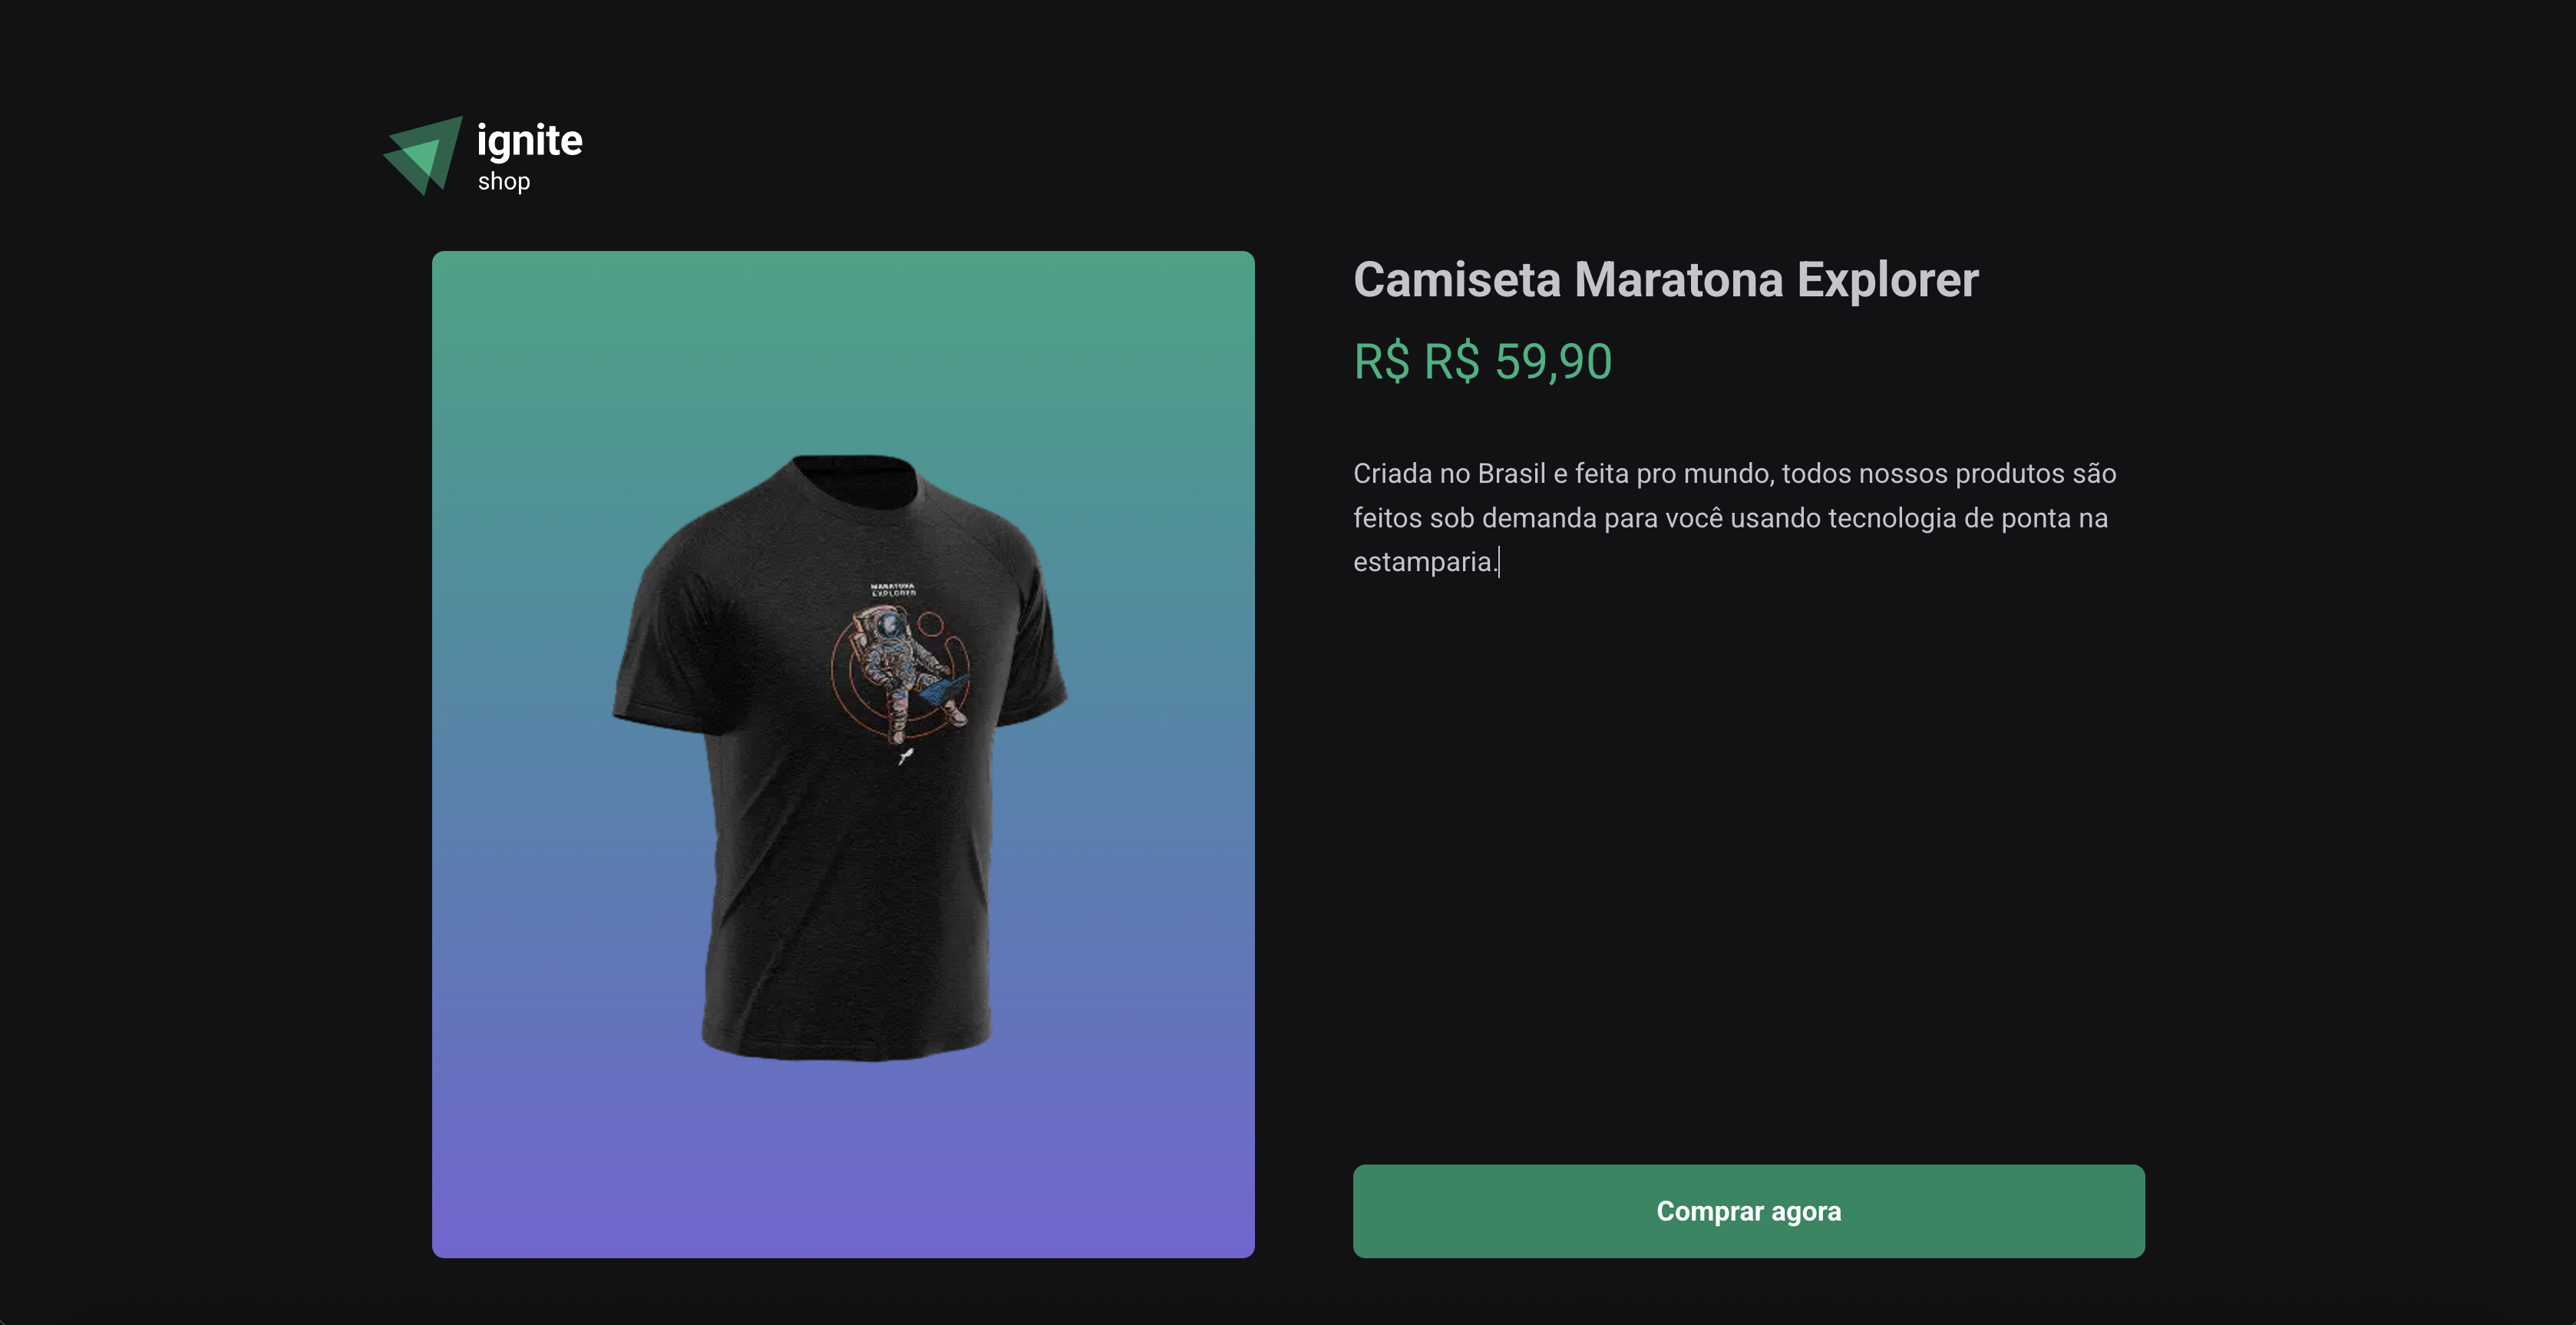 ignite
shop
Camiseta Maratona Explorer
R$ R$ 59,90
Criada no Brasil e feita pro mundo, todos nossos produtos são
feitos sob demanda para você usando tecnologia de ponta na
estamparia.
MARATONA
EXPLORER
Comprar agora